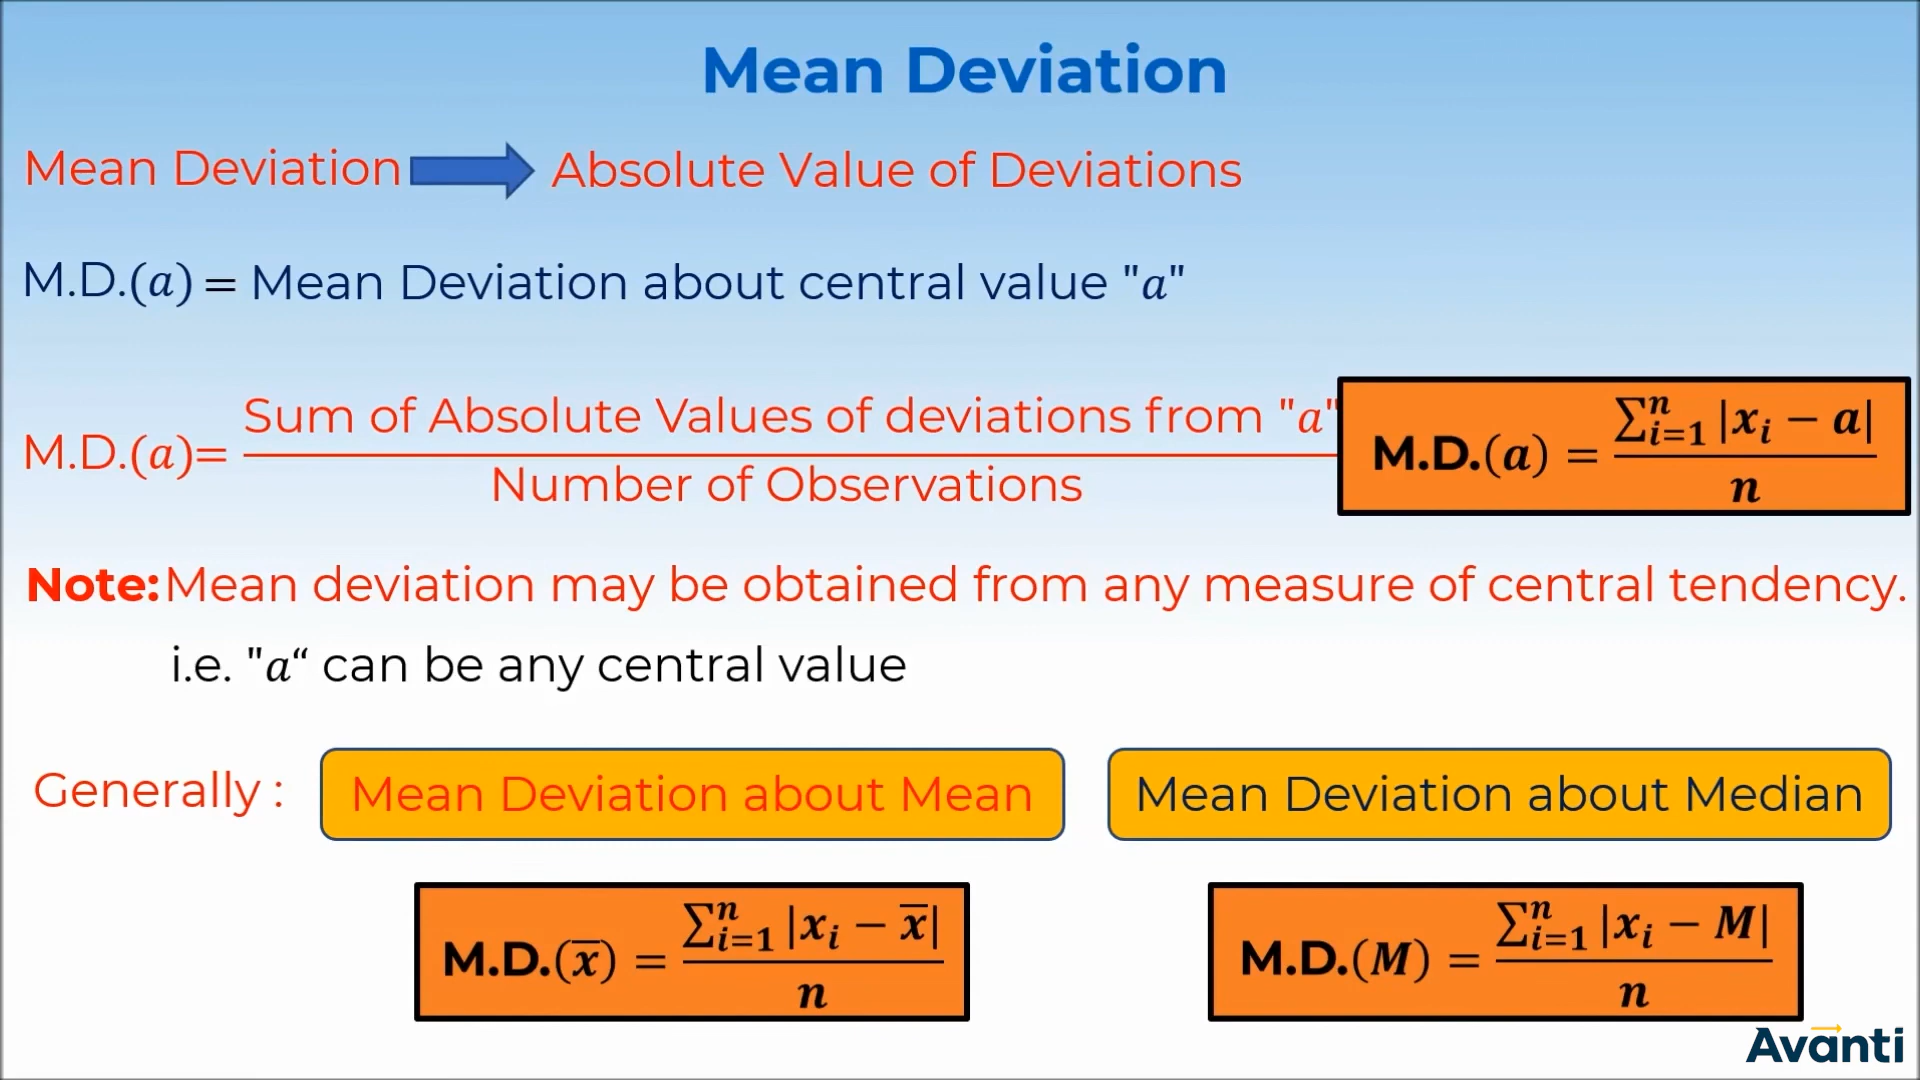 Mean Deviation
Mean Deviation Absolute Value of Deviations
M.D.(a) = Mean Deviation about central value "a"
M.D.(a)= Sum of Absolute Values of deviations from "a" / Number of Observations
M.D.(a) = ∑ⁿᵢ₌₁ |xᵢ − a| / n
Note: Mean deviation may be obtained from any measure of central tendency.
i.e. "a“ can be any central value
Generally : Mean Deviation about Mean Mean Deviation about Median
M.D.(x̅) = ∑ⁿᵢ₌₁ |xᵢ − x̅| / n
M.D.(M) = ∑ⁿᵢ₌₁ |xᵢ − M| / n
Avanti